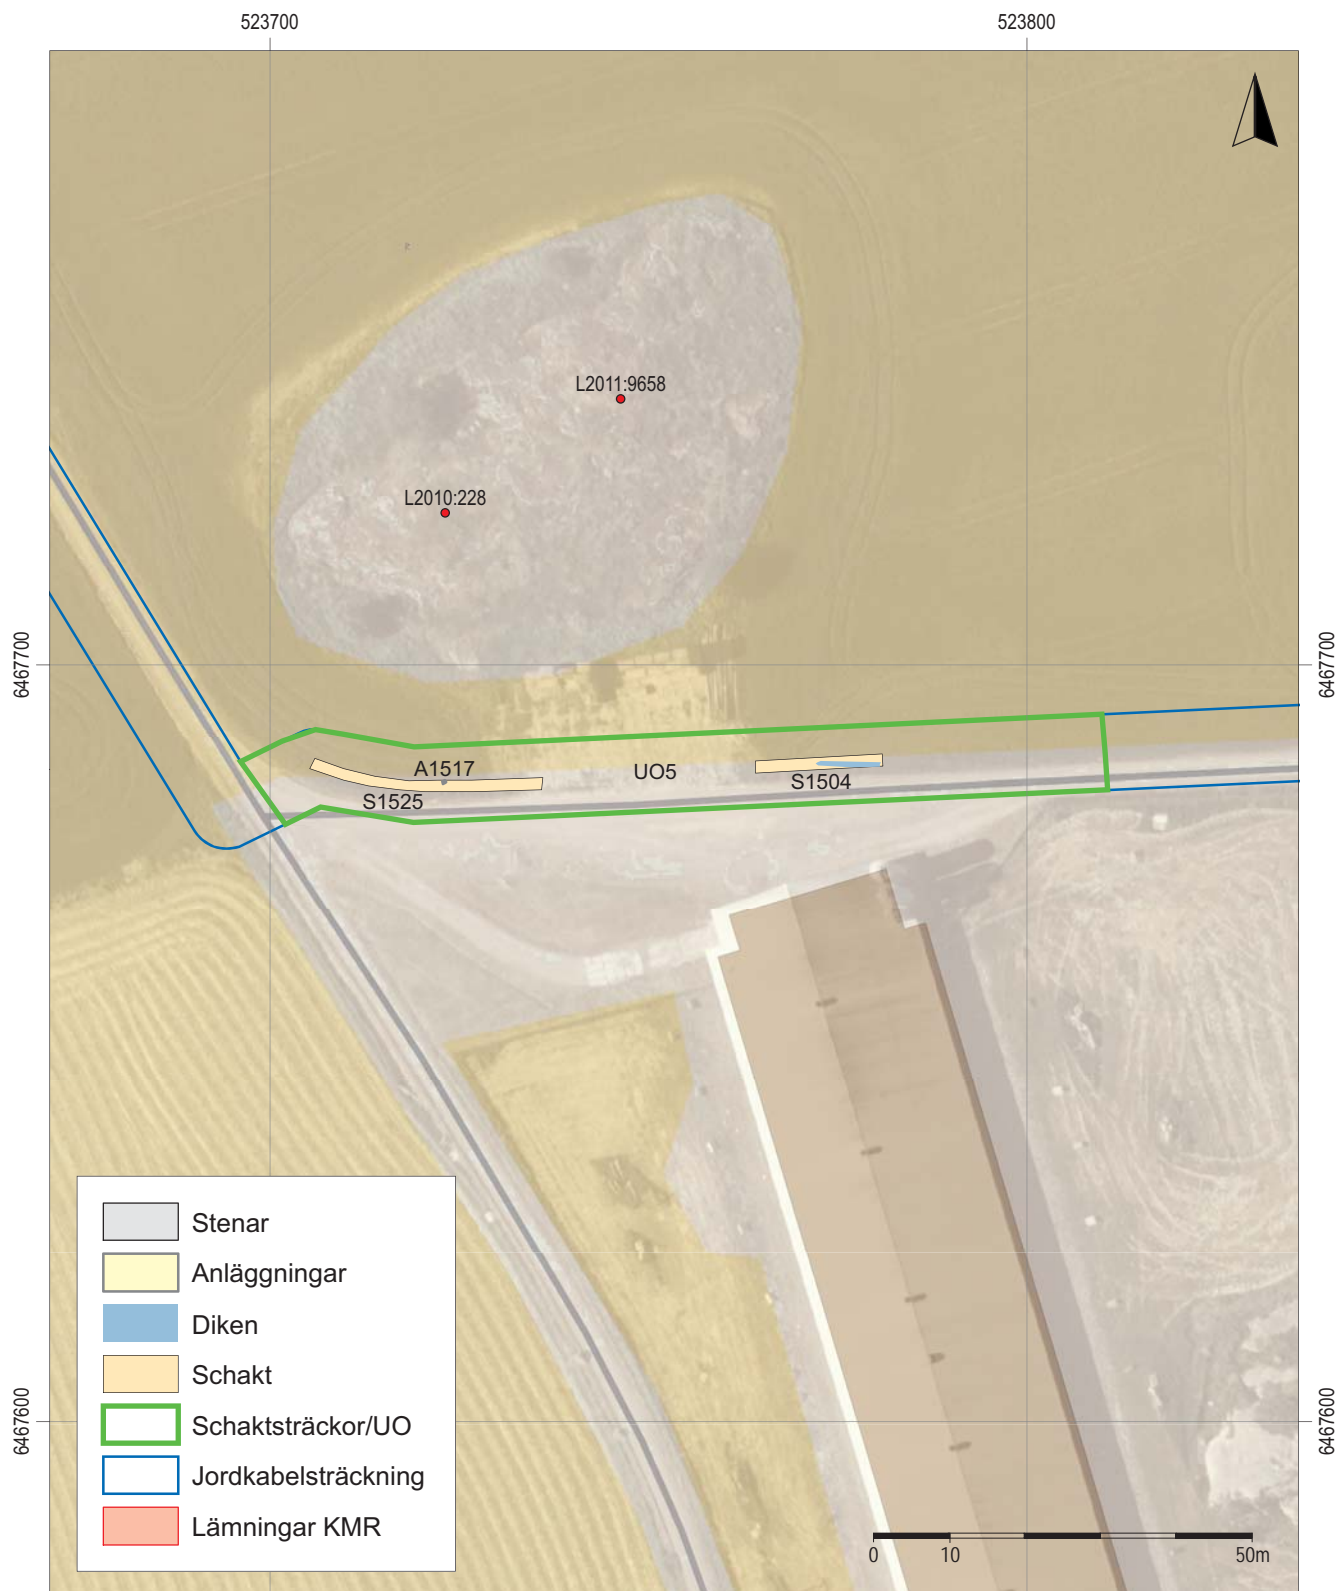 523700
523800
L2011:9658
L2010:228
6467700
6467700
A1517
UO5
S1504
S1525
Stenar
Anläggningar
Diken
Schakt
Schaktsträckor/UO
Jordkabelsträckning
Lämningar KMR
6467600
6467600
0
10
50m